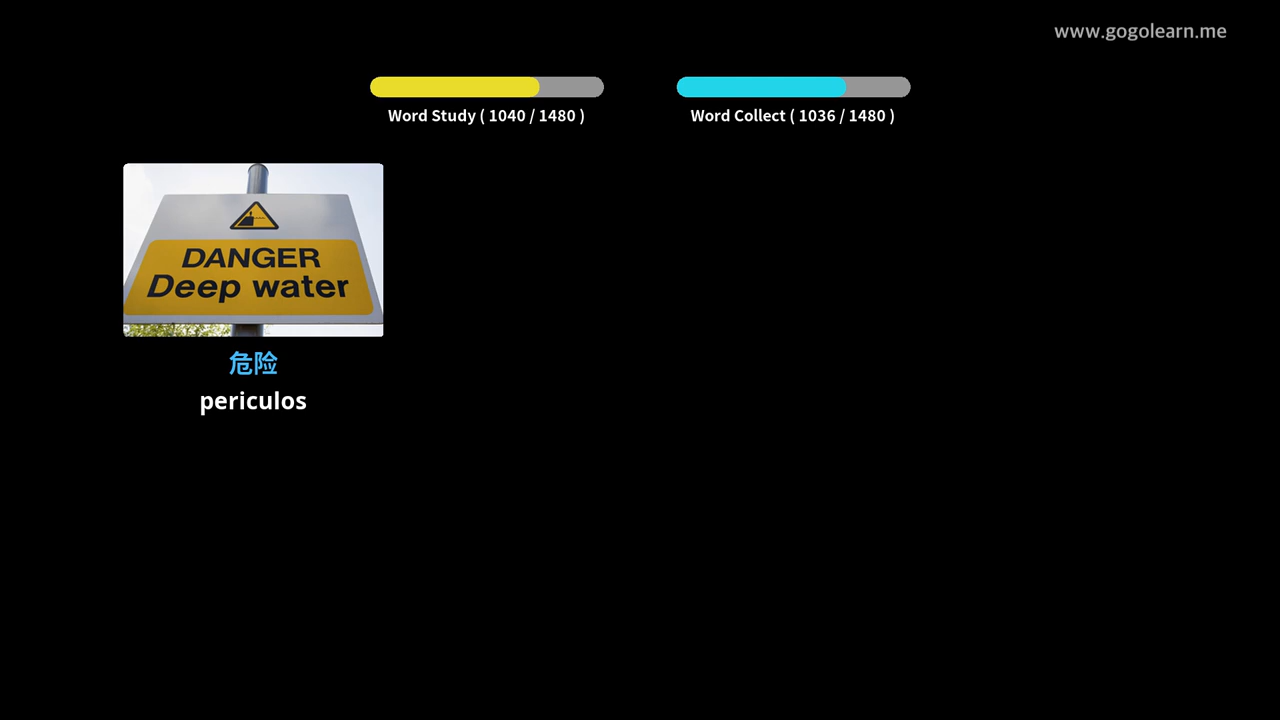 www.gogolearn.me
Word Study ( 1040 / 1480 )
Word Collect ( 1036 / 1480 )
DANGER
Deep water
危险
periculos